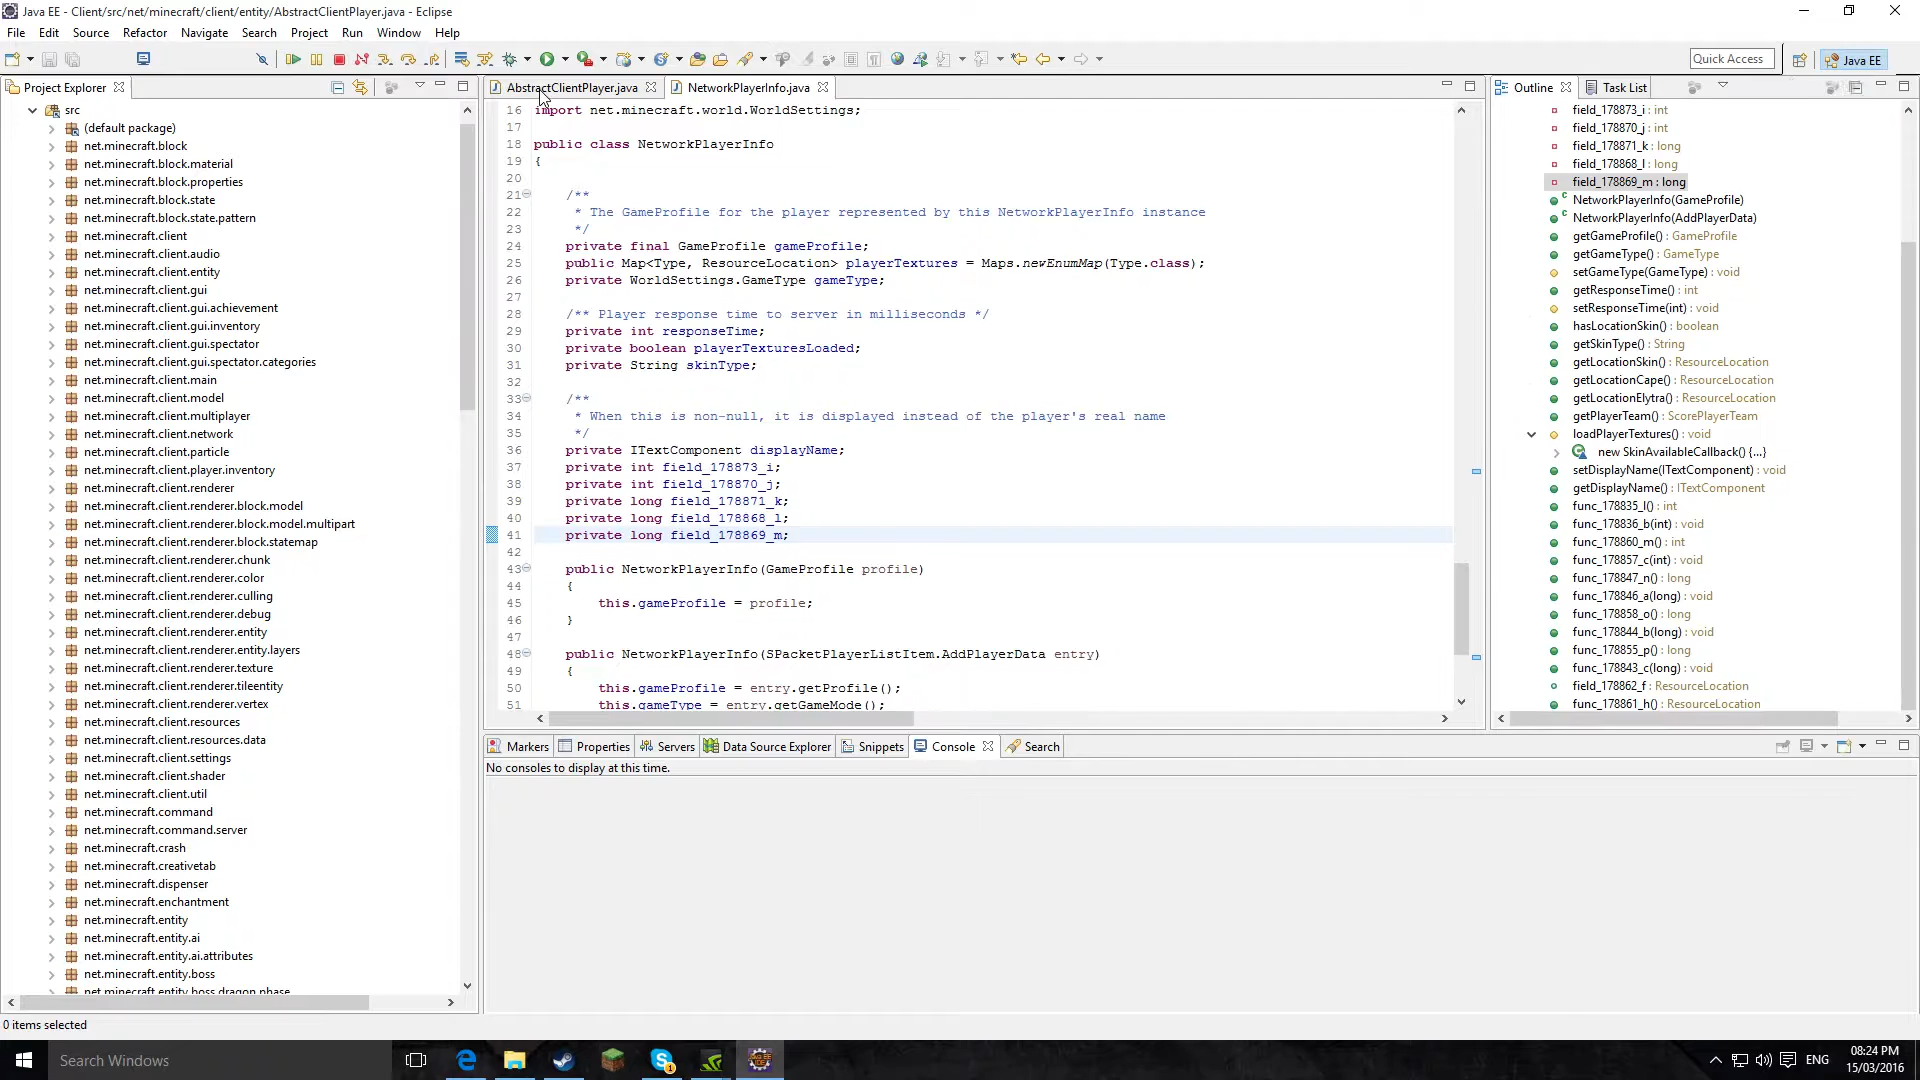 Java EE - Client/src/net/minecraft/client/entity/AbstractClientPlayer.java - Eclipse
File Edit Source Refactor Navigate Search Project Run Window Help
Quick Access
Java EE
Project Explorer
src
(default package)
net.minecraft.block
net.minecraft.block.material
net.minecraft.block.properties
net.minecraft.block.state
net.minecraft.block.state.pattern
net.minecraft.client
net.minecraft.client.audio
net.minecraft.client.entity
net.minecraft.client.gui
net.minecraft.client.gui.achievement
net.minecraft.client.gui.inventory
net.minecraft.client.gui.spectator
net.minecraft.client.gui.spectator.categories
net.minecraft.client.main
net.minecraft.client.model
net.minecraft.client.multiplayer
net.minecraft.client.network
net.minecraft.client.particle
net.minecraft.client.player.inventory
net.minecraft.client.renderer
net.minecraft.client.renderer.block.model
net.minecraft.client.renderer.block.model.multipart
net.minecraft.client.renderer.block.statemap
net.minecraft.client.renderer.chunk
net.minecraft.client.renderer.color
net.minecraft.client.renderer.culling
net.minecraft.client.renderer.debug
net.minecraft.client.renderer.entity
net.minecraft.client.renderer.entity.layers
net.minecraft.client.renderer.texture
net.minecraft.client.renderer.tileentity
net.minecraft.client.renderer.vertex
net.minecraft.client.resources
net.minecraft.client.resources.data
net.minecraft.client.settings
net.minecraft.client.shader
net.minecraft.client.util
net.minecraft.command
net.minecraft.command.server
net.minecraft.crash
net.minecraft.creativetab
net.minecraft.dispenser
net.minecraft.enchantment
net.minecraft.entity
net.minecraft.entity.ai
net.minecraft.entity.ai.attributes
net.minecraft.entity.boss
net.minecraft.entity.boss.dragon.phase
0 items selected
AbstractClientPlayer.java NetworkPlayerInfo.java
16 import net.minecraft.world.WorldSettings;
17
18 public class NetworkPlayerInfo
19 {
20
21 /**
22 * The GameProfile for the player represented by this NetworkPlayerInfo instance
23 */
24 private final GameProfile gameProfile;
25 public Map<Type, ResourceLocation> playerTextures = Maps.newEnumMap(Type.class);
26 private WorldSettings.GameType gameType;
27
28 /** Player response time to server in milliseconds */
29 private int responseTime;
30 private boolean playerTexturesLoaded;
31 private String skinType;
32
33 /**
34 * When this is non-null, it is displayed instead of the player's real name
35 */
36 private ITextComponent displayName;
37 private int field_178873_i;
38 private int field_178870_j;
39 private long field_178871_k;
40 private long field_178868_l;
41 private long field_178869_m;
42
43 public NetworkPlayerInfo(GameProfile profile)
44 {
45 this.gameProfile = profile;
46 }
47
48 public NetworkPlayerInfo(SPacketPlayerListItem.AddPlayerData entry)
49 {
50 this.gameProfile = entry.getProfile();
51 this.gameType = entry.getGameMode();
Markers Properties Servers Data Source Explorer Snippets Console Search
No consoles to display at this time.
Outline Task List
field_178873_i : int
field_178870_j : int
field_178871_k : long
field_178868_l : long
field_178869_m : long
NetworkPlayerInfo(GameProfile)
NetworkPlayerInfo(AddPlayerData)
getGameProfile() : GameProfile
getGameType() : GameType
setGameType(GameType) : void
getResponseTime() : int
setResponseTime(int) : void
hasLocationSkin() : boolean
getSkinType() : String
getLocationSkin() : ResourceLocation
getLocationCape() : ResourceLocation
getLocationElytra() : ResourceLocation
getPlayerTeam() : ScorePlayerTeam
loadPlayerTextures() : void
new SkinAvailableCallback() {...}
setDisplayName(ITextComponent) : void
getDisplayName() : ITextComponent
func_178835_l() : int
func_178836_b(int) : void
func_178860_m() : int
func_178857_c(int) : void
func_178847_n() : long
func_178846_a(long) : void
func_178858_o() : long
func_178844_b(long) : void
func_178855_p() : long
func_178843_c(long) : void
field_178862_f : ResourceLocation
func_178861_h() : ResourceLocation
Search Windows
ENG
08:24 PM
15/03/2016